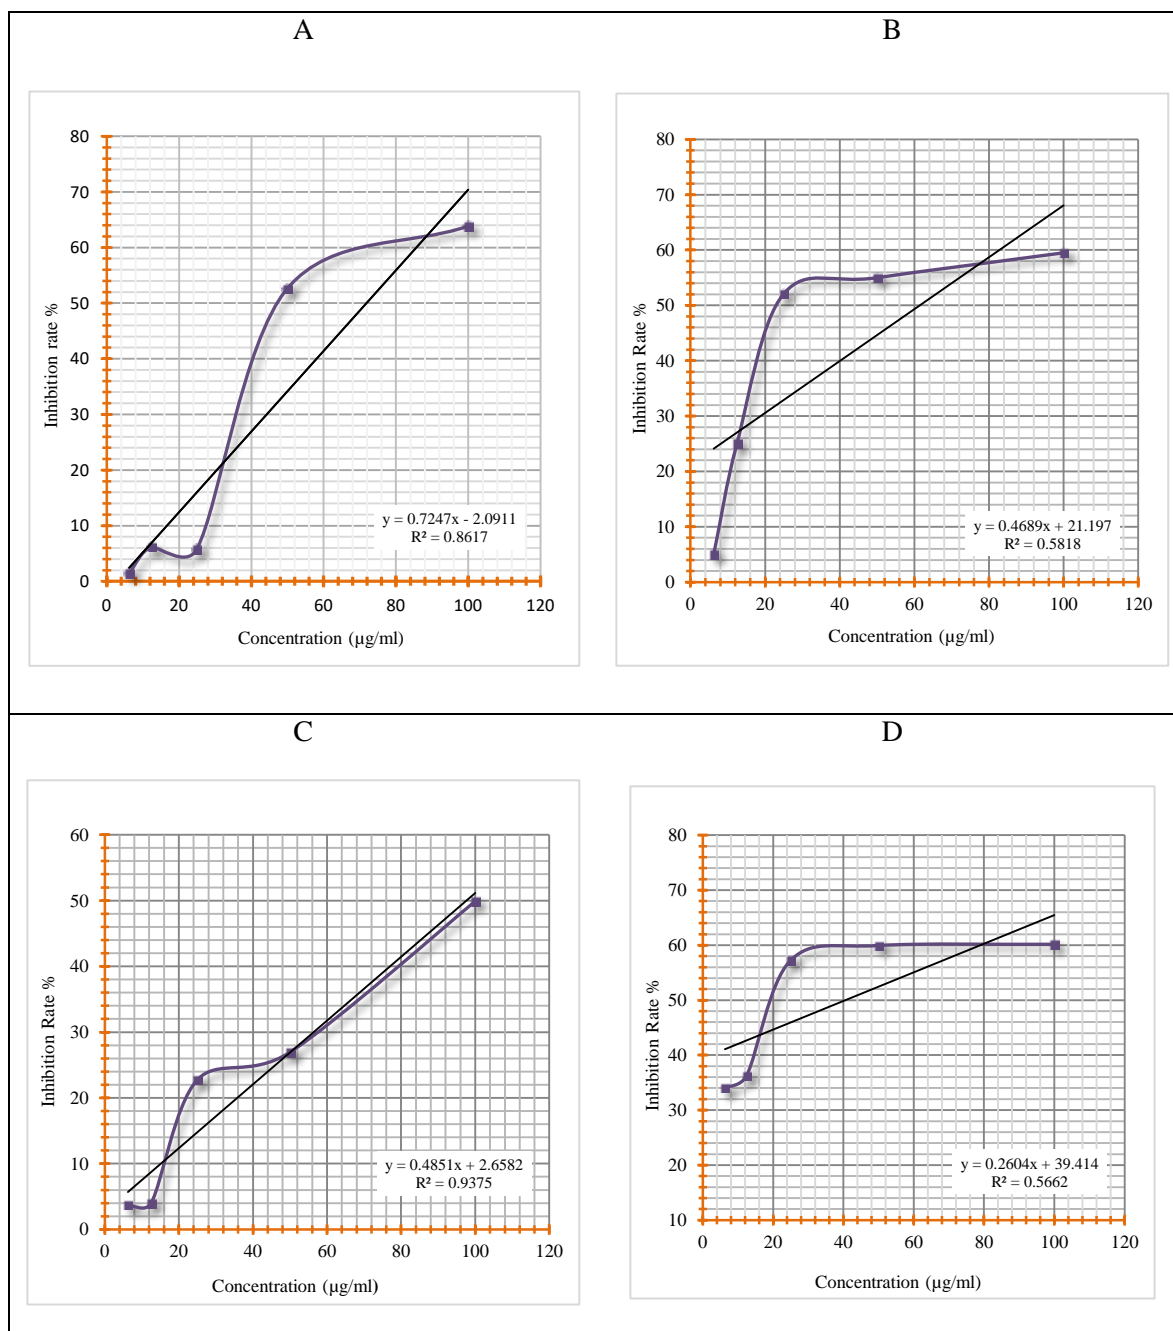 A
B
80
70
60
50
40
30
20
10
0
0 20 40 60 80 100 120
Inhibition rate %
Concentration (µg/ml)
y = 0.7247x - 2.0911
R² = 0.8617
80
70
60
50
40
30
20
10
0
0 20 40 60 80 100 120
Inhibition Rate %
Concentration (µg/ml)
y = 0.4689x + 21.197
R² = 0.5818
C
D
60
50
40
30
20
10
0
0 20 40 60 80 100 120
Inhibition Rate %
Concentration (µg/ml)
y = 0.4851x + 2.6582
R² = 0.9375
80
70
60
50
40
30
20
10
0 20 40 60 80 100 120
Inhibition Rate %
Concentration (µg/ml)
y = 0.2604x + 39.414
R² = 0.5662